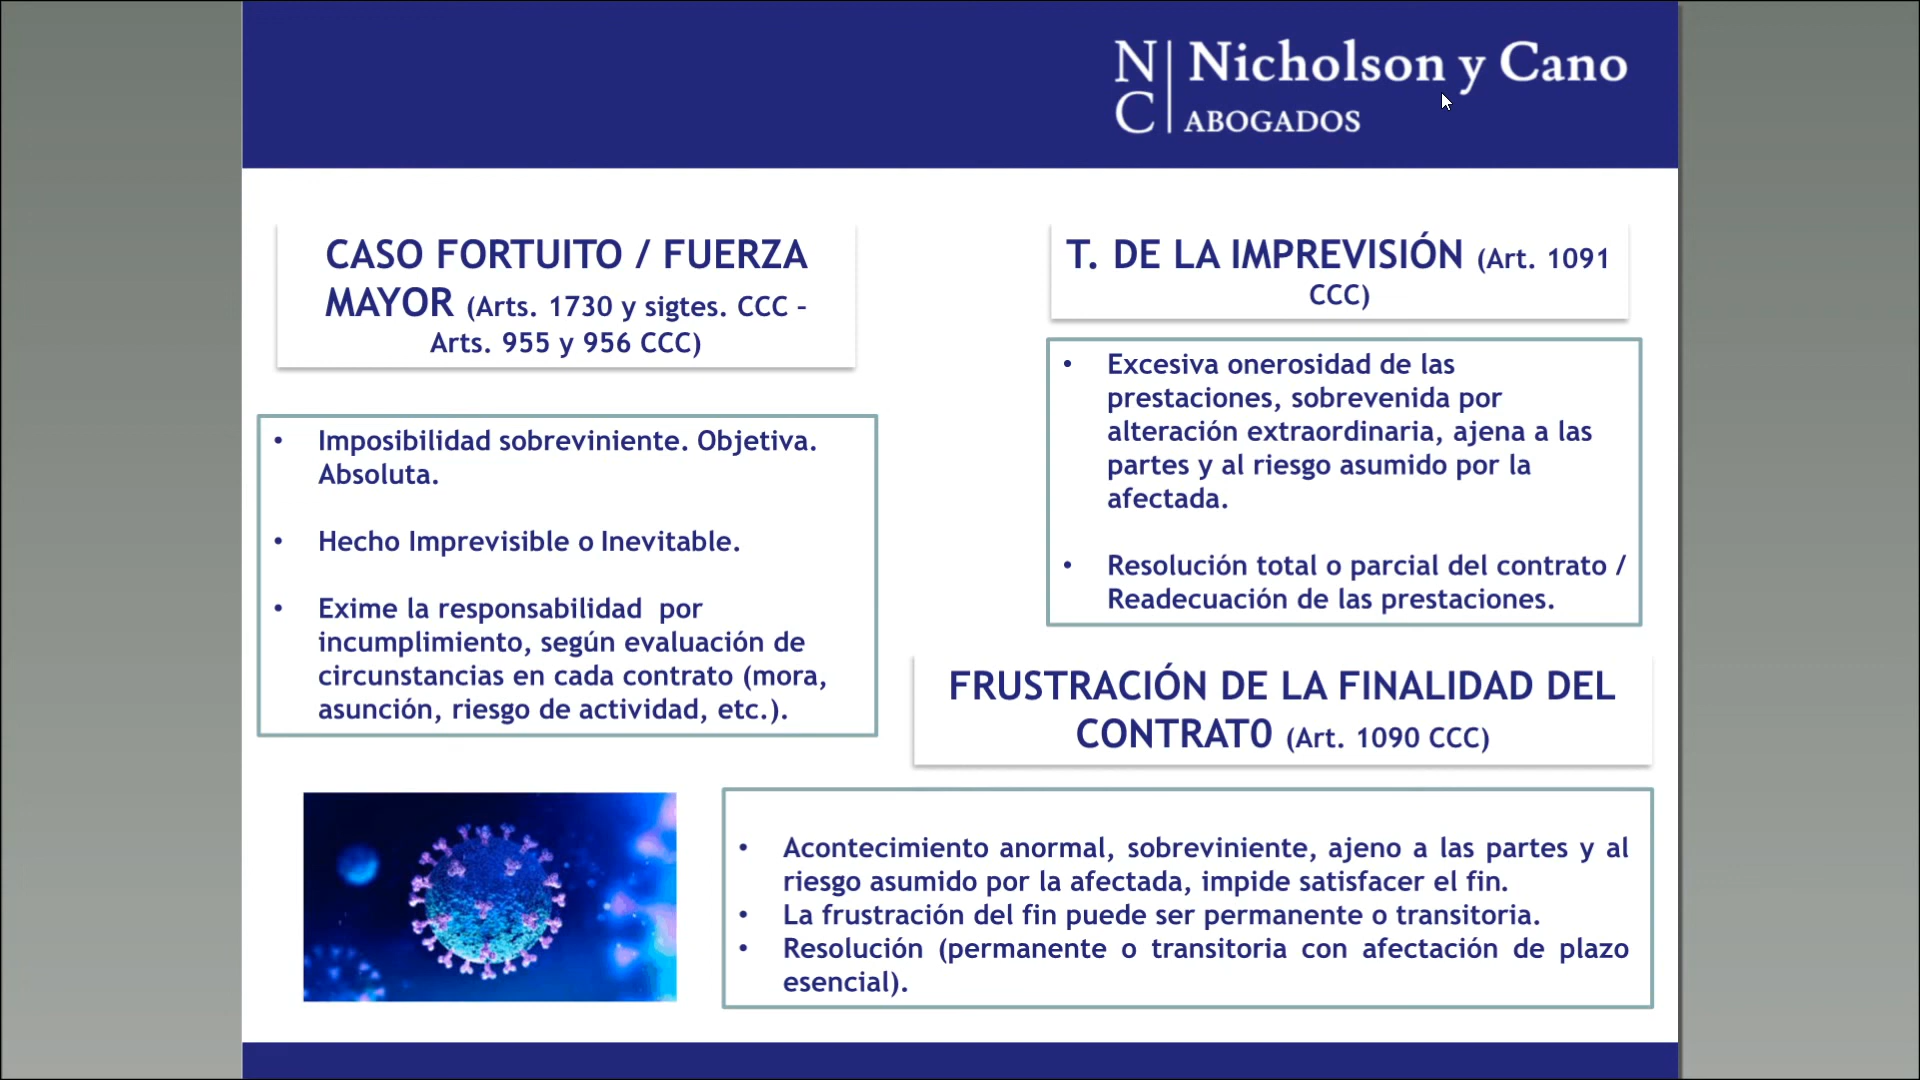 N
C
Nicholson y Cano
ABOGADOS
CASO FORTUITO / FUERZA
MAYOR (Arts. 1730 y sigtes. CCC –
Arts. 955 y 956 CCC)
• Imposibilidad sobreviniente. Objetiva.
Absoluta.
• Hecho Imprevisible o Inevitable.
• Exime la responsabilidad  por
incumplimiento, según evaluación de
circunstancias en cada contrato (mora,
asunción, riesgo de actividad, etc.).
T. DE LA IMPREVISIÓN (Art. 1091
CCC)
• Excesiva onerosidad de las
prestaciones, sobrevenida por
alteración extraordinaria, ajena a las
partes y al riesgo asumido por la
afectada.
• Resolución total o parcial del contrato /
Readecuación de las prestaciones.
FRUSTRACIÓN DE LA FINALIDAD DEL
CONTRAT0 (Art. 1090 CCC)
• Acontecimiento anormal, sobreviniente, ajeno a las partes y al
riesgo asumido por la afectada, impide satisfacer el fin.
• La frustración del fin puede ser permanente o transitoria.
• Resolución (permanente o transitoria con afectación de plazo
esencial).